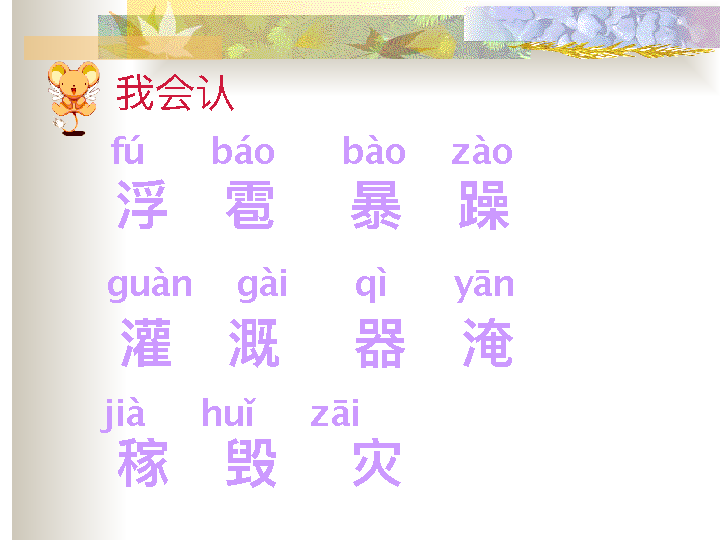 我会认
fú báo bào zào
浮 雹 暴 躁
guàn gài qì yān
灌 溉 器 淹
jià huǐ zāi
稼 毁 灾